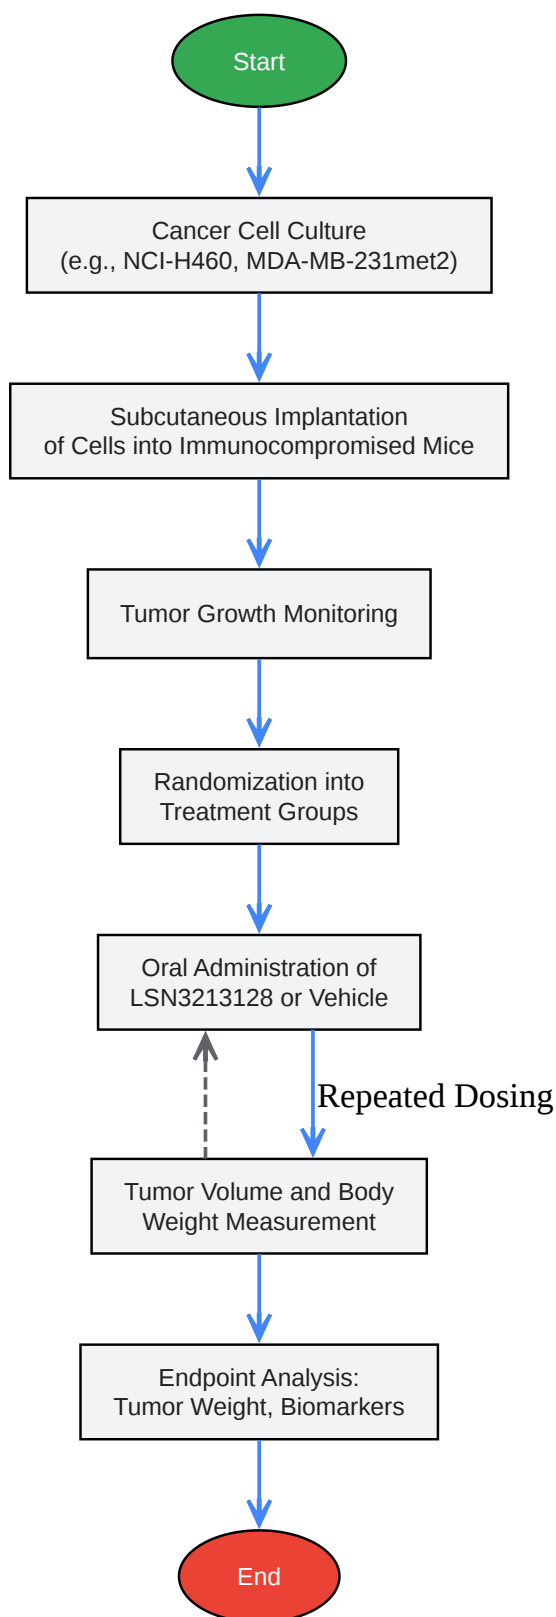 Start
Cancer Cell Culture
(e.g., NCI-H460, MDA-MB-231met2)
Subcutaneous Implantation
of Cells into Immunocompromised Mice
Tumor Growth Monitoring
Randomization into
Treatment Groups
Oral Administration of
LSN3213128 or Vehicle
Repeated Dosing
Tumor Volume and Body
Weight Measurement
Endpoint Analysis:
Tumor Weight, Biomarkers
End